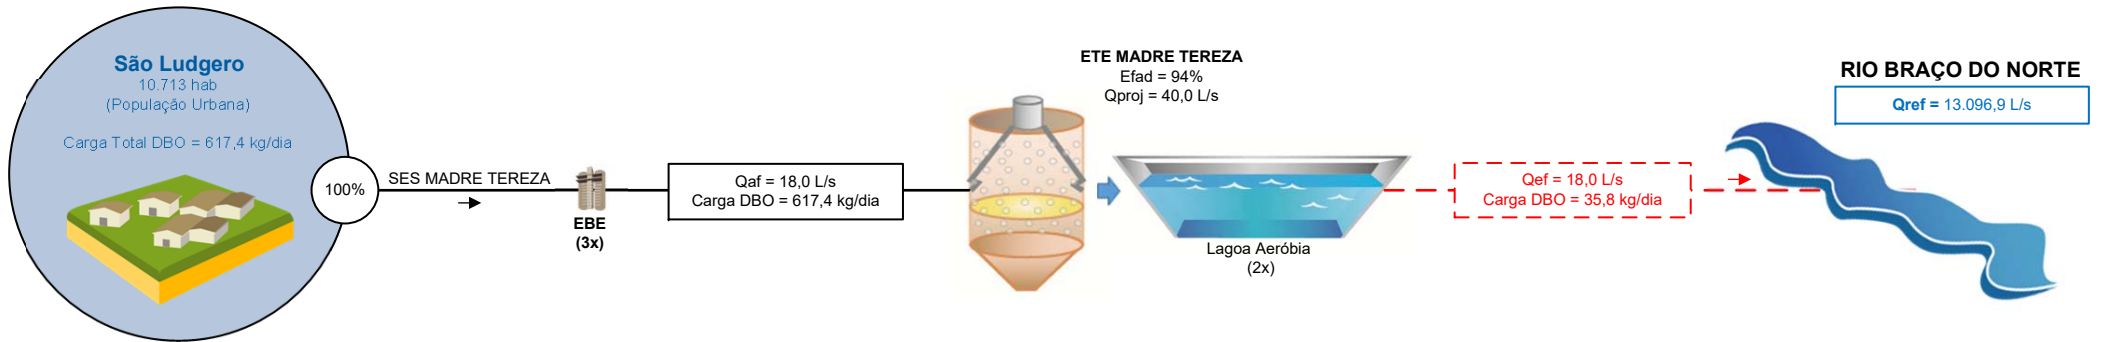 São Ludgero
10.713 hab
(População Urbana)
Carga Total DBO = 617,4 kg/dia
100%
SES MADRE TEREZA
EBE
(3x)
Qaf = 18,0 L/s
Carga DBO = 617,4 kg/dia
ETE MADRE TEREZA
Efad = 94%
Qproj = 40,0 L/s
Lagoa Aeróbia
(2x)
Qef = 18,0 L/s
Carga DBO = 35,8 kg/dia
RIO BRAÇO DO NORTE
Qref = 13.096,9 L/s